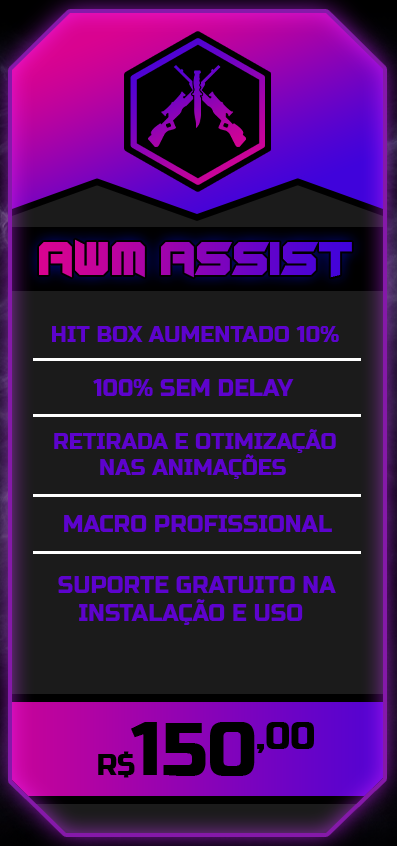 AWM ASSIST
HIT BOX AUMENTADO 10%
100% SEM DELAY
RETIRADA E OTIMIZAÇÃO
NAS ANIMAÇÕES
MACRO PROFISSIONAL
SUPORTE GRATUITO NA
INSTALAÇÃO E USO
R$150,00